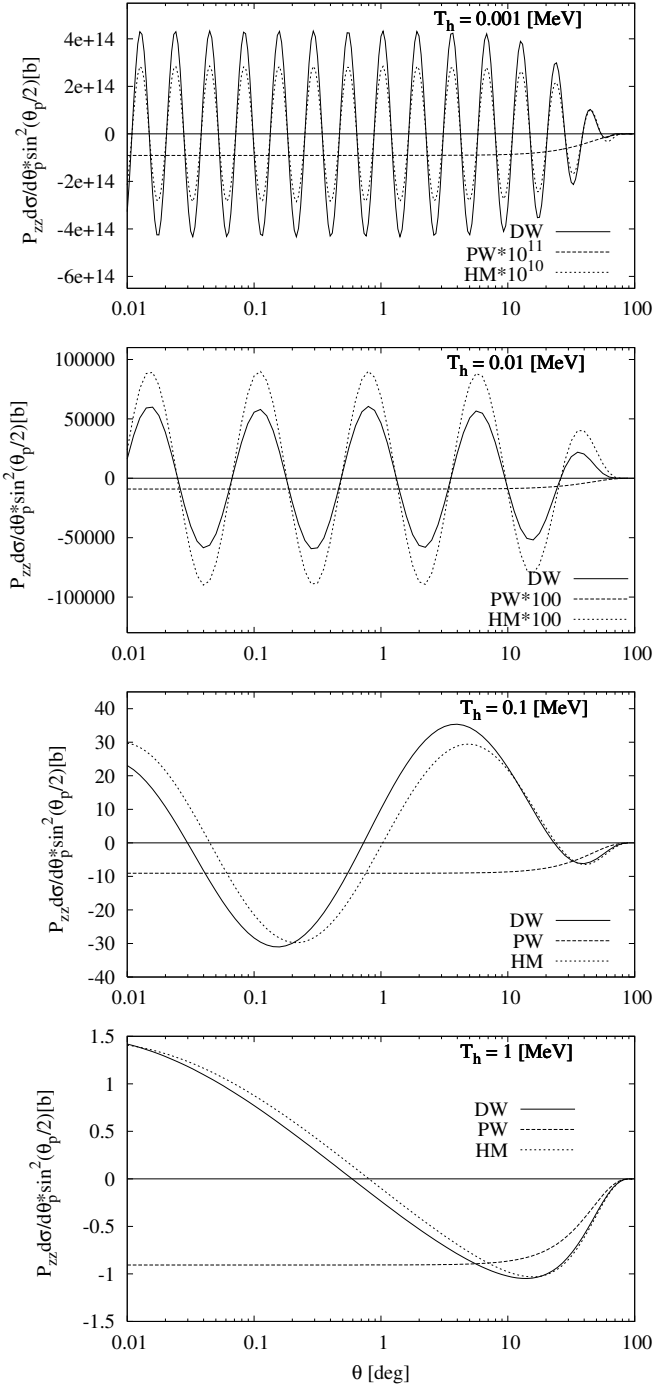 T_h = 0.001 [MeV]
P_zz dσ/dθ*sin²(θ_p/2)[b]
4e+14
2e+14
0
-2e+14
-4e+14
-6e+14
DW
PW*10^11
HM*10^10
0.01 0.1 1 10 100
T_h = 0.01 [MeV]
P_zz dσ/dθ*sin²(θ_p/2)[b]
100000
50000
0
-50000
-100000
DW
PW*100
HM*100
0.01 0.1 1 10 100
T_h = 0.1 [MeV]
P_zz dσ/dθ*sin²(θ_p/2)[b]
40
30
20
10
0
-10
-20
-30
-40
DW
PW
HM
0.01 0.1 1 10 100
T_h = 1 [MeV]
P_zz dσ/dθ*sin²(θ_p/2)[b]
1.5
1
0.5
0
-0.5
-1
-1.5
DW
PW
HM
0.01 0.1 1 10 100
θ [deg]